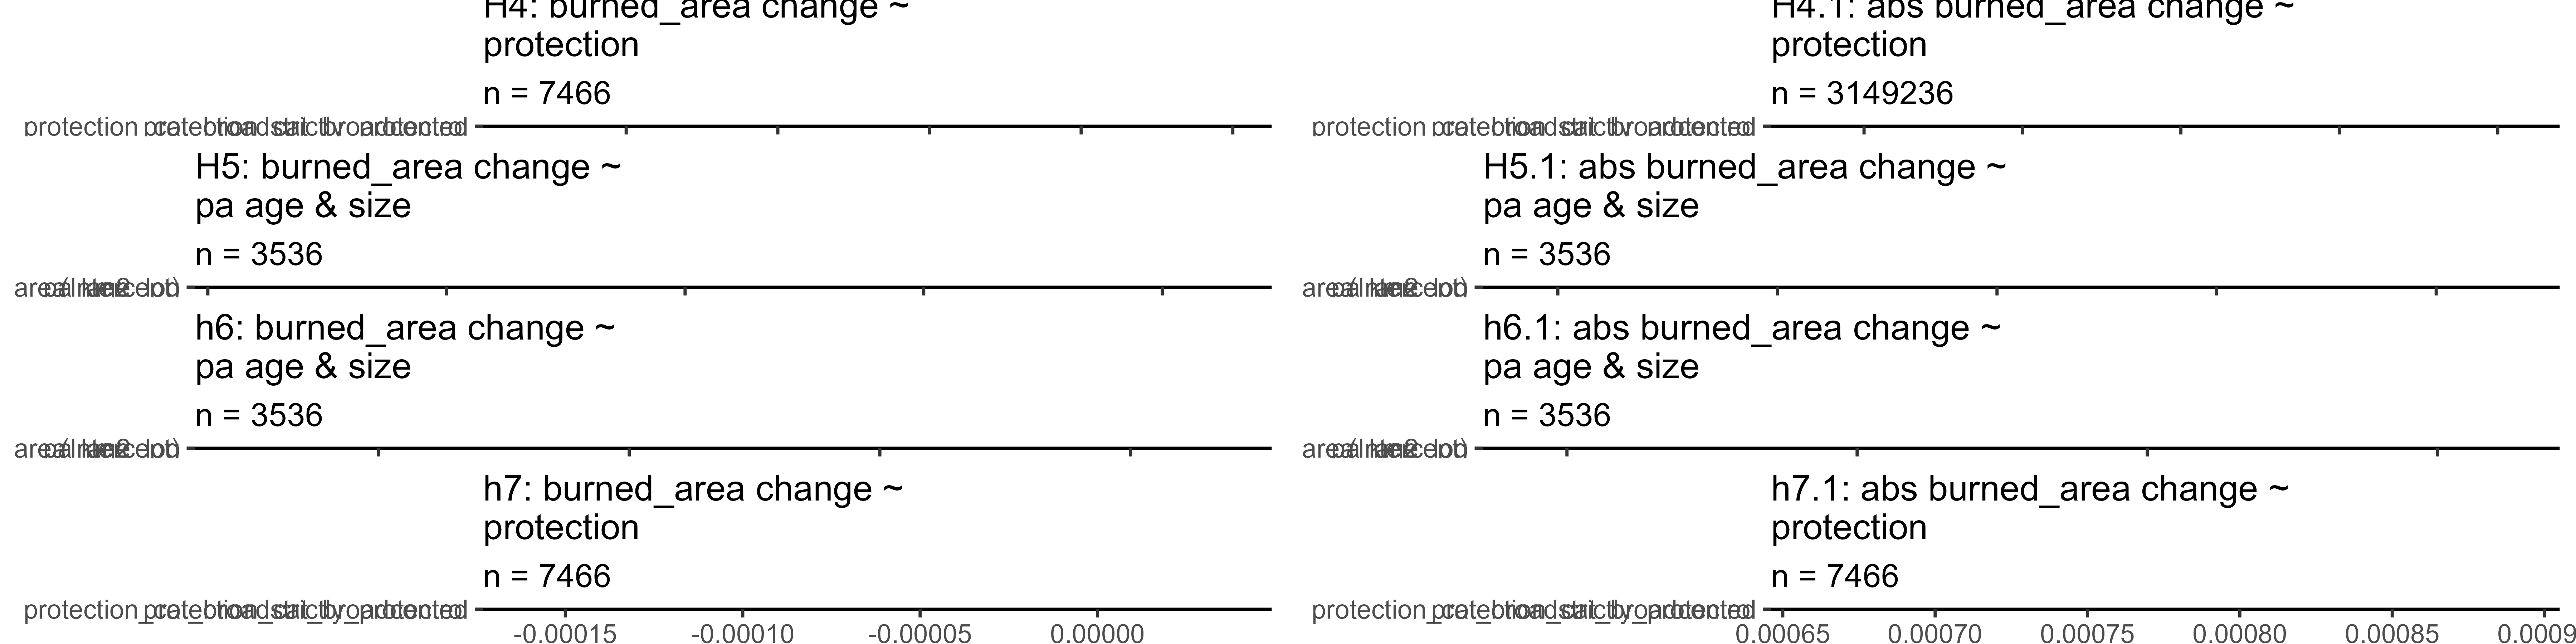 H4: burned_area change ~
protection
n = 7466
H4.1: abs burned_area change ~
protection
n = 3149236
H5: burned_area change ~
pa age & size
n = 3536
H5.1: abs burned_area change ~
pa age & size
n = 3536
h6: burned_area change ~
pa age & size
n = 3536
h6.1: abs burned_area change ~
pa age & size
n = 3536
h7: burned_area change ~
protection
n = 7466
-0.00015 -0.00010 -0.00005 0.00000
h7.1: abs burned_area change ~
protection
n = 7466
0.00065 0.00070 0.00075 0.00080 0.00085